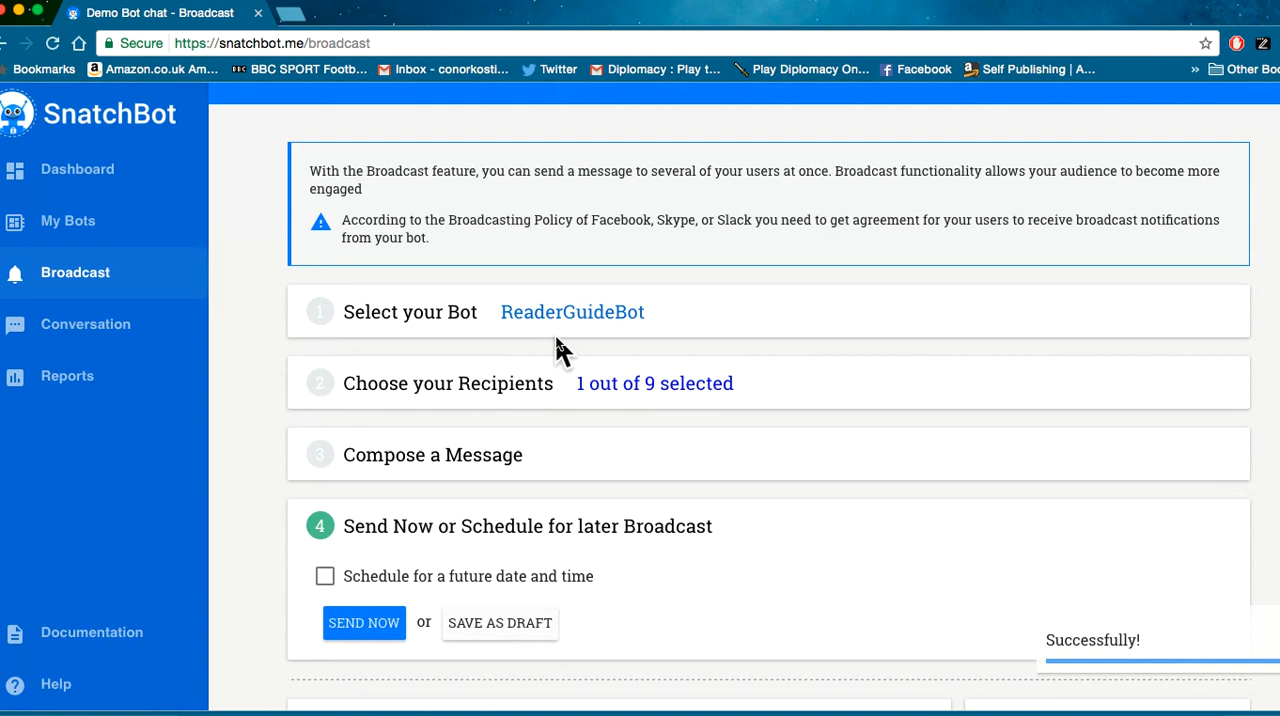 Demo Bot chat - Broadcast
Secure https://snatchbot.me/broadcast
Bookmarks Amazon.co.uk Am... BBC SPORT Footb... Inbox - conorkosti... Twitter Diplomacy : Play t... Play Diplomacy On... Facebook Self Publishing | A... » Other Boo
SnatchBot
Dashboard
My Bots
Broadcast
Conversation
Reports
Documentation
Help
With the Broadcast feature, you can send a message to several of your users at once. Broadcast functionality allows your audience to become more
engaged
According to the Broadcasting Policy of Facebook, Skype, or Slack you need to get agreement for your users to receive broadcast notifications
from your bot.
1 Select your Bot ReaderGuideBot
2 Choose your Recipients 1 out of 9 selected
3 Compose a Message
4 Send Now or Schedule for later Broadcast
Schedule for a future date and time
SEND NOW or SAVE AS DRAFT
Successfully!